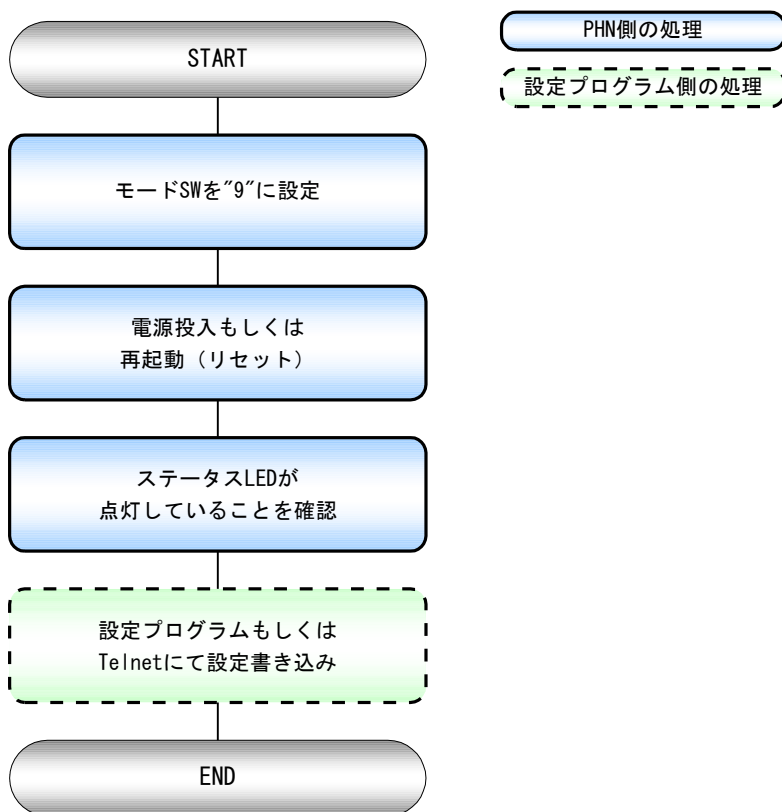 START
PHN側の処理
設定プログラム側の処理
モードSWを"9"に設定
電源投入もしくは
再起動（リセット）
ステータスLEDが
点灯していることを確認
設定プログラムもしくは
Telnetにて設定書き込み
END